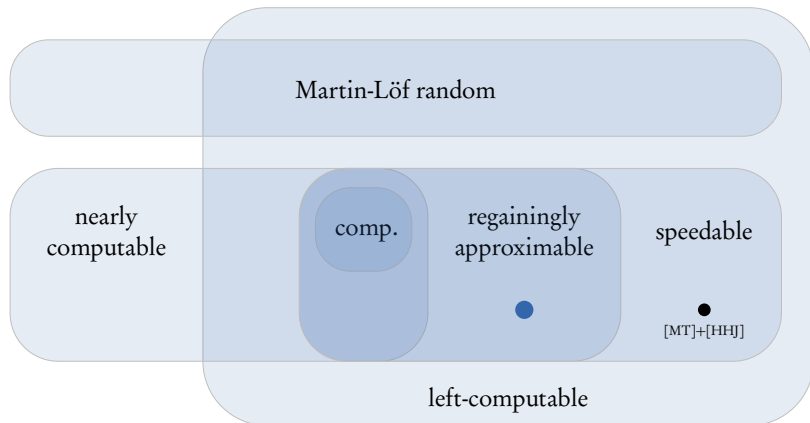 Martin-Löf random
nearly
computable
comp.
regainingly
approximable
speedable
[MT]+[HHJ]
left-computable